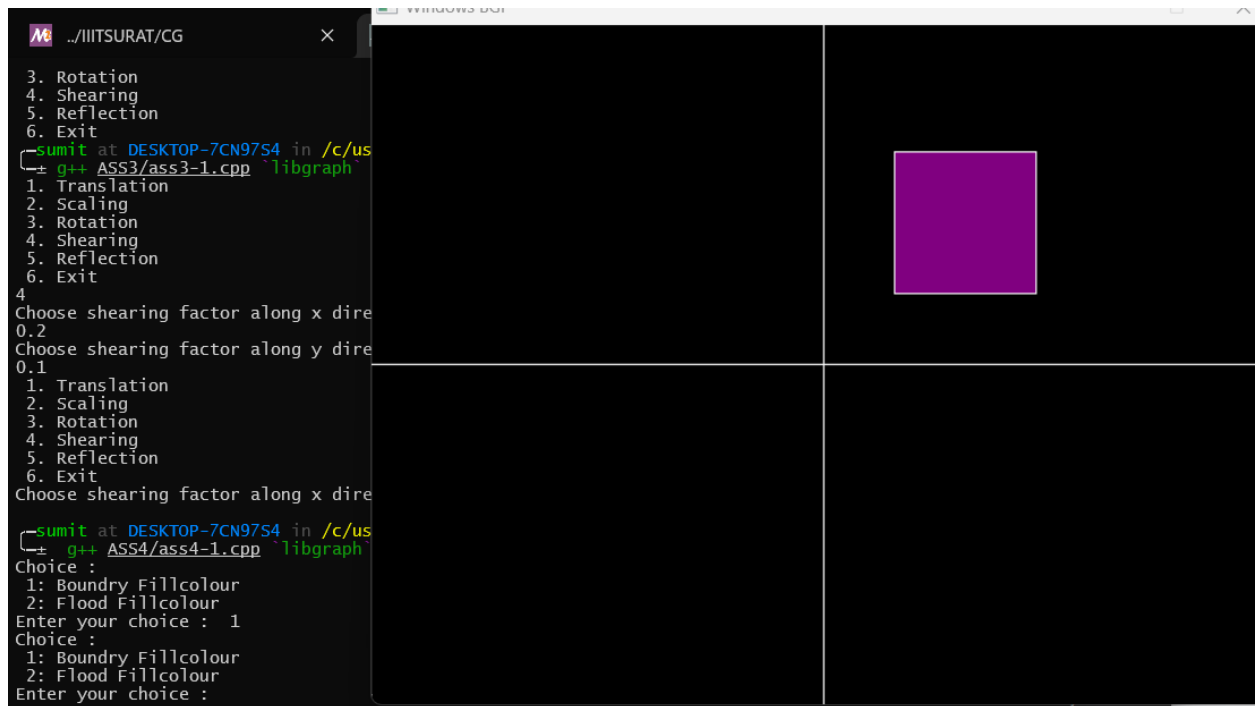 ../IIITSURAT/CG
Windows BGI
3. Rotation
4. Shearing
5. Reflection
6. Exit
sumit at DESKTOP-7CN97S4 in /c/us
± g++ ASS3/ass3-1.cpp `libgraph`
1. Translation
2. Scaling
3. Rotation
4. Shearing
5. Reflection
6. Exit
4
Choose shearing factor along x dire
0.2
Choose shearing factor along y dire
0.1
1. Translation
2. Scaling
3. Rotation
4. Shearing
5. Reflection
6. Exit
Choose shearing factor along x dire
sumit at DESKTOP-7CN97S4 in /c/us
± g++ ASS4/ass4-1.cpp `libgraph`
Choice :
1: Boundry Fillcolour
2: Flood Fillcolour
Enter your choice : 1
Choice :
1: Boundry Fillcolour
2: Flood Fillcolour
Enter your choice :